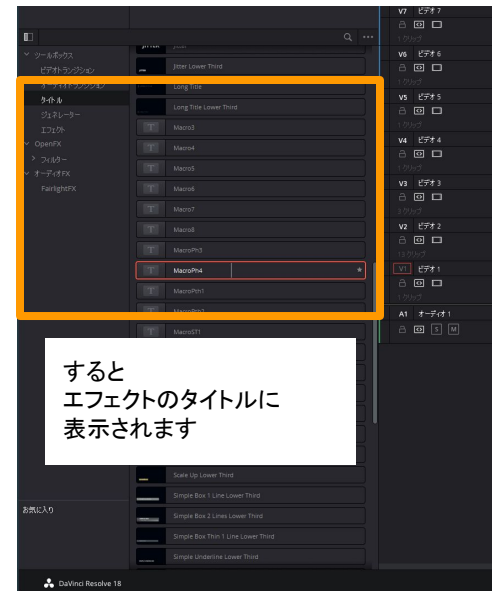 V7 ビデオ 7
1 クリップ
Jitter
ツールボックス
V6 ビデオ 6
ビデオトランジション
Jitter Lower Third
オーディオトランジション
Long Title
1 クリップ
タイトル
V5 ビデオ 5
Long Title Lower Third
ジェネレーター
エフェクト
T Macro3
1 クリップ
OpenFX
T Macro4
V4 ビデオ 4
フィルター
T Macro5
1 クリップ
オーディオFX
V3 ビデオ 3
FairlightFX
T Macro6
T Macro7
3 クリップ
T Macro8
V2 ビデオ 2
T MacroPh3
13 クリップ
T MacroPh4
V1 ビデオ 1
T MacroPth1
1 クリップ
A1 オーディオ 1
T MacroST1
S M
すると
エフェクトのタイトルに
表示されます
Scale Up Lower Third
Simple Box 1 Line Lower Third
お気に入り
Simple Box 2 Lines Lower Third
Simple Box Thin 1 Line Lower Third
Simple Underline Lower Third
DaVinci Resolve 18